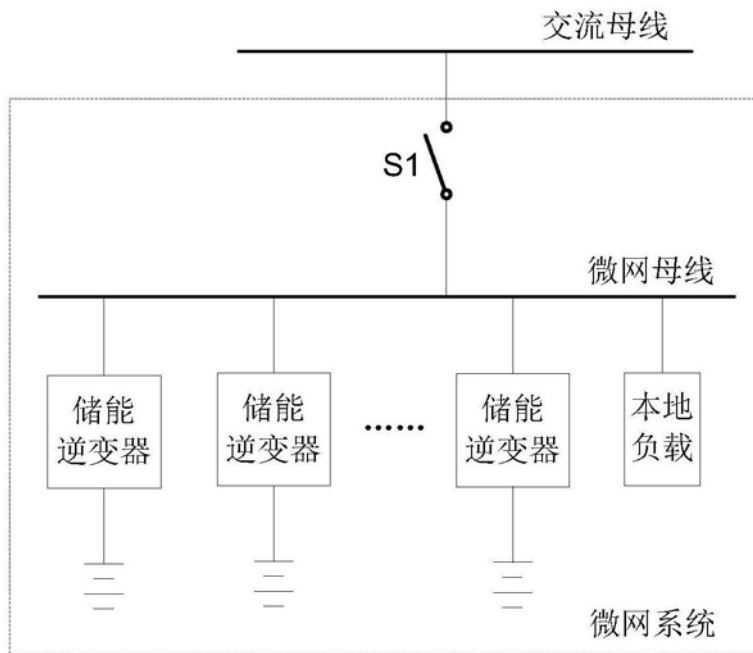 交流母线
S1
微网母线
储能
逆变器
储能
逆变器
......
储能
逆变器
本地
负载
微网系统